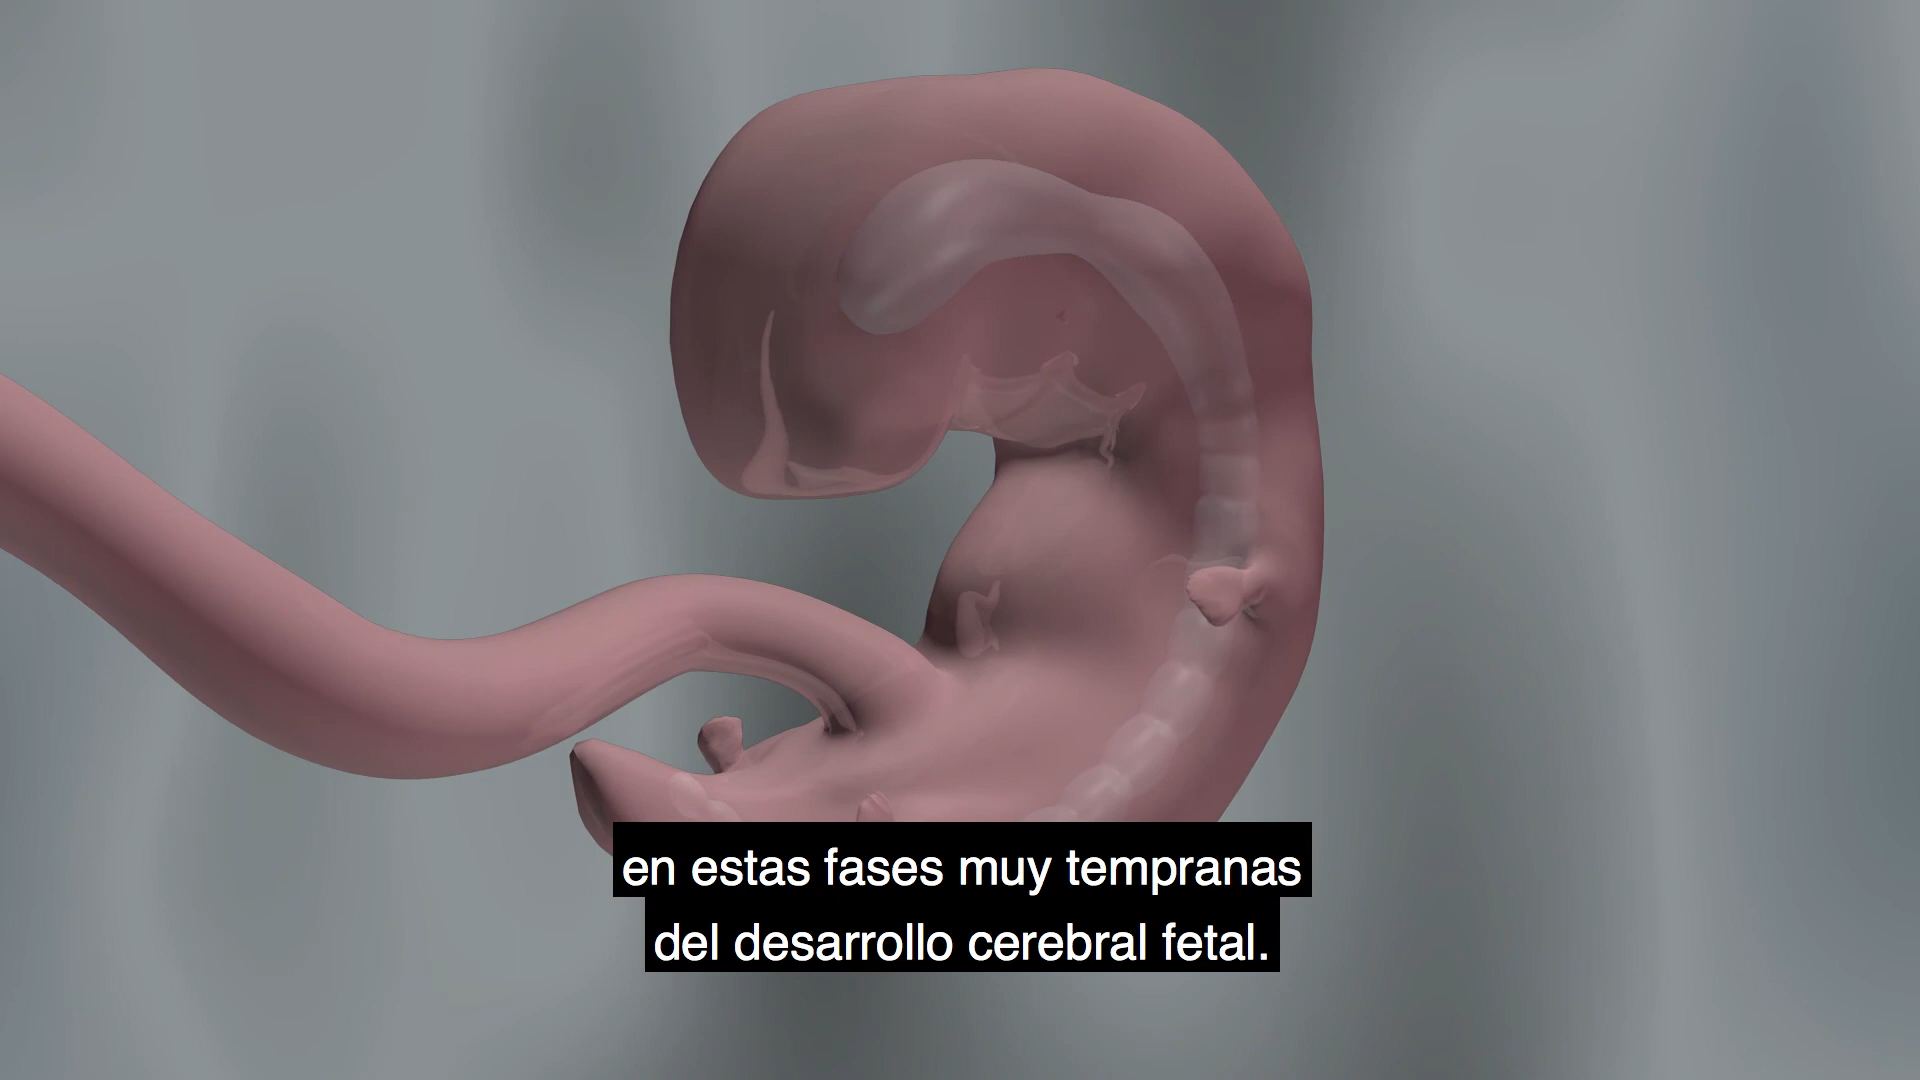 en estas fases muy tempranas
del desarrollo cerebral fetal.